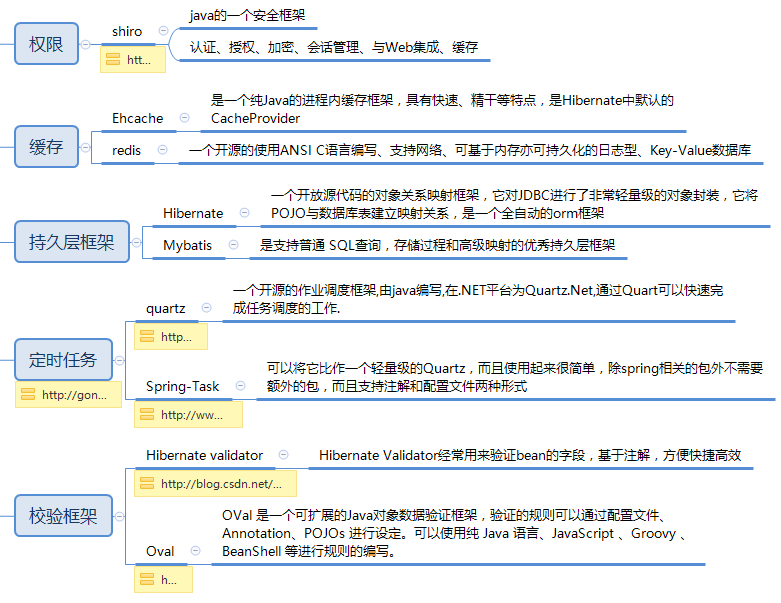 权限
shiro
java的一个安全框架
认证、授权、加密、会话管理、与Web集成、缓存
htt...
缓存
Ehcache
是一个纯Java的进程内缓存框架，具有快速、精干等特点，是Hibernate中默认的
CacheProvider
redis
一个开源的使用ANSI C语言编写、支持网络、可基于内存亦可持久化的日志型、Key-Value数据库
持久层框架
Hibernate
一个开放源代码的对象关系映射框架，它对JDBC进行了非常轻量级的对象封装，它将
POJO与数据库表建立映射关系，是一个全自动的orm框架
Mybatis
是支持普通 SQL查询，存储过程和高级映射的优秀持久层框架
定时任务
http://gon...
quartz
一个开源的作业调度框架,由java编写,在.NET平台为Quartz.Net,通过Quart可以快速完
成任务调度的工作.
http...
Spring-Task
可以将它比作一个轻量级的Quartz，而且使用起来很简单，除spring相关的包外不需要
额外的包，而且支持注解和配置文件两种形式
http://ww...
校验框架
Hibernate validator
Hibernate Validator经常用来验证bean的字段，基于注解，方便快捷高效
http://blog.csdn.net/...
Oval
OVal 是一个可扩展的Java对象数据验证框架，验证的规则可以通过配置文件、
Annotation、POJOs 进行设定。可以使用纯 Java 语言、JavaScript 、Groovy 、
BeanShell 等进行规则的编写。
h...